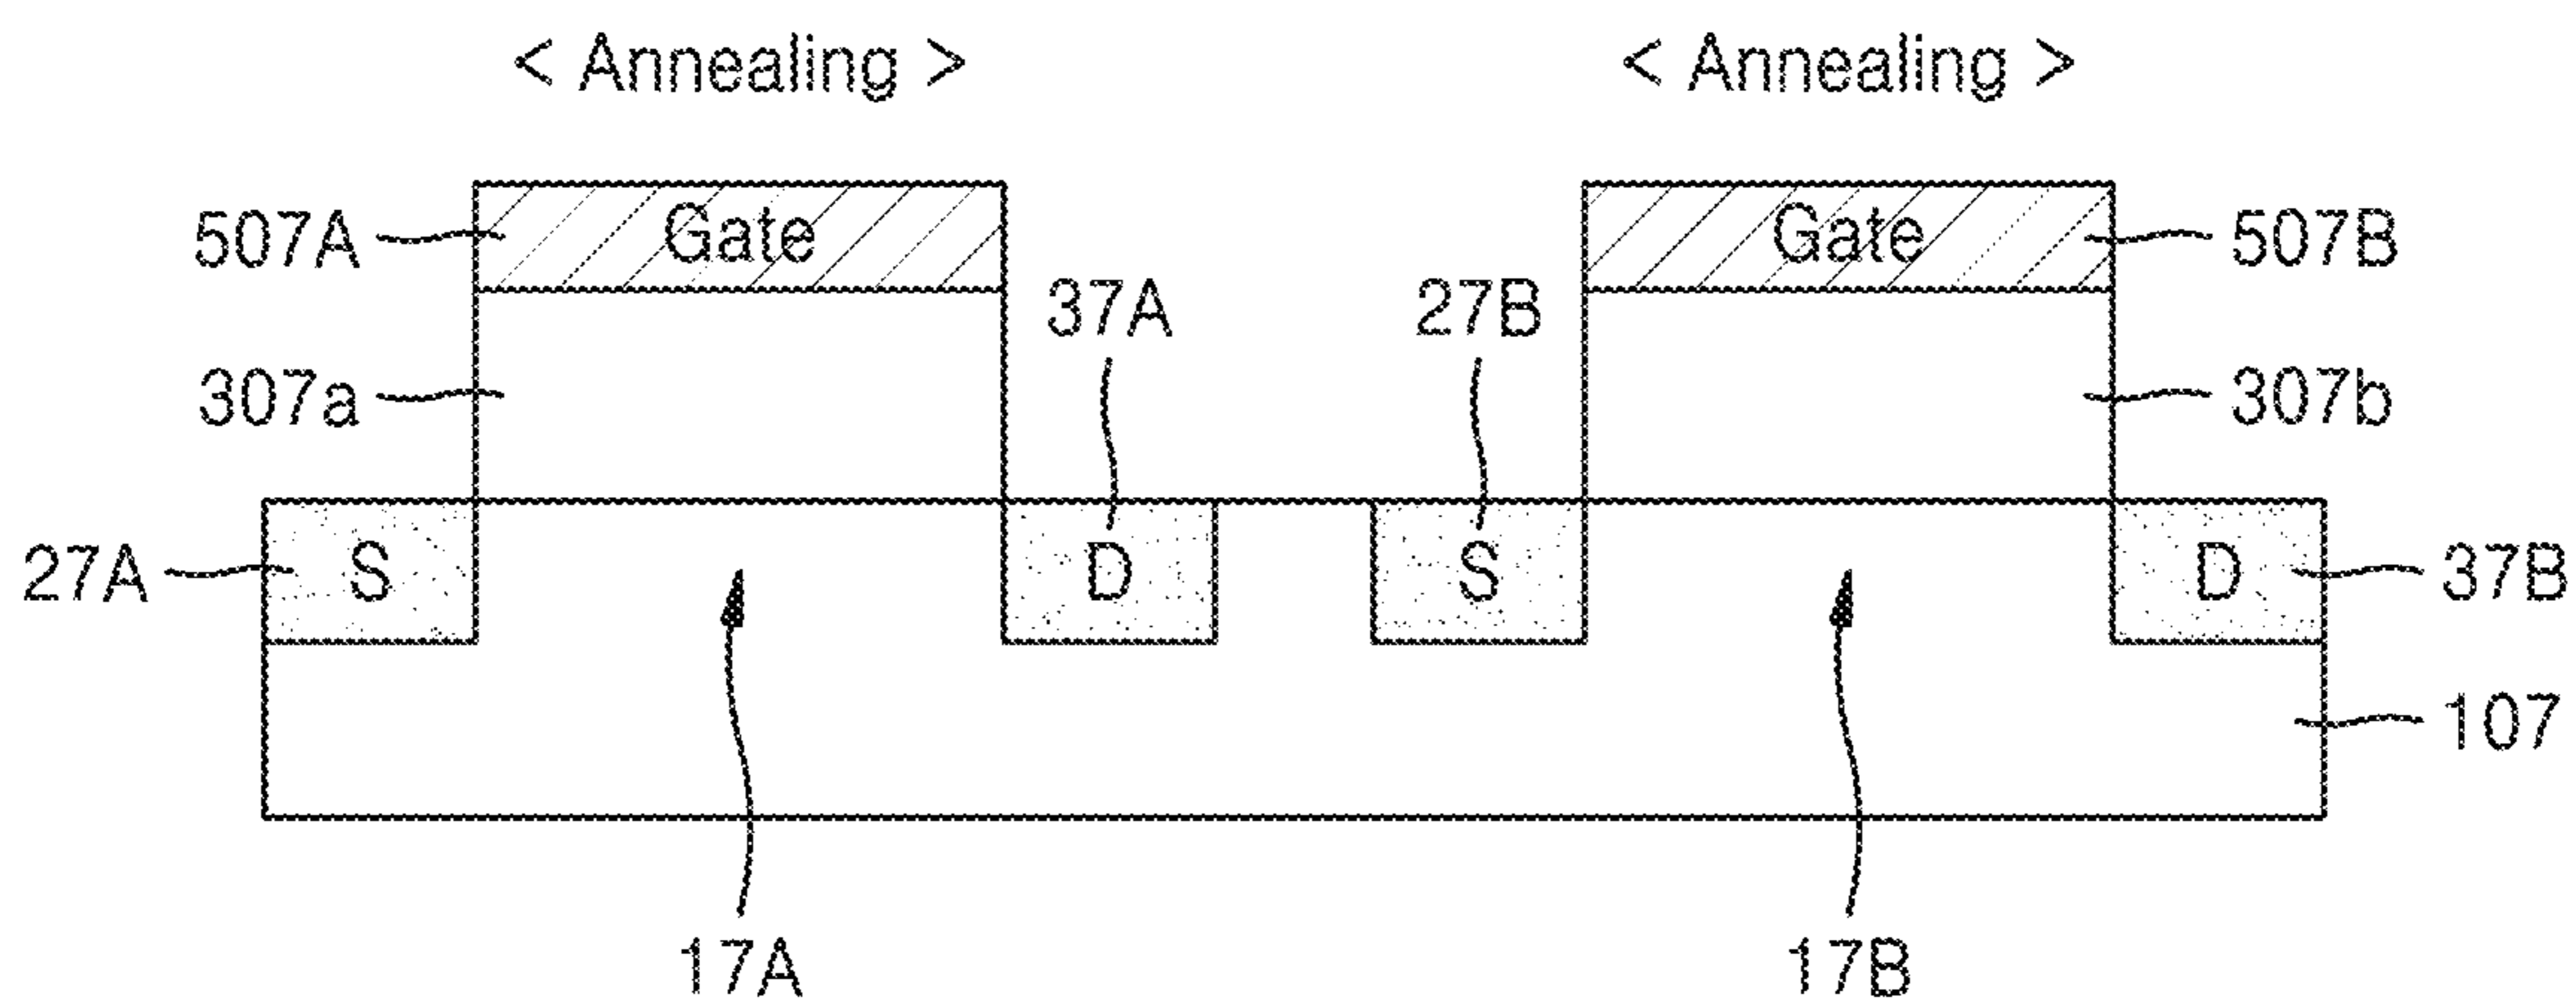 < Annealing > < Annealing >
507A Gate Gate 507B
37A 27B
307a 307b
27A S D S D 37B
107
17A 17B